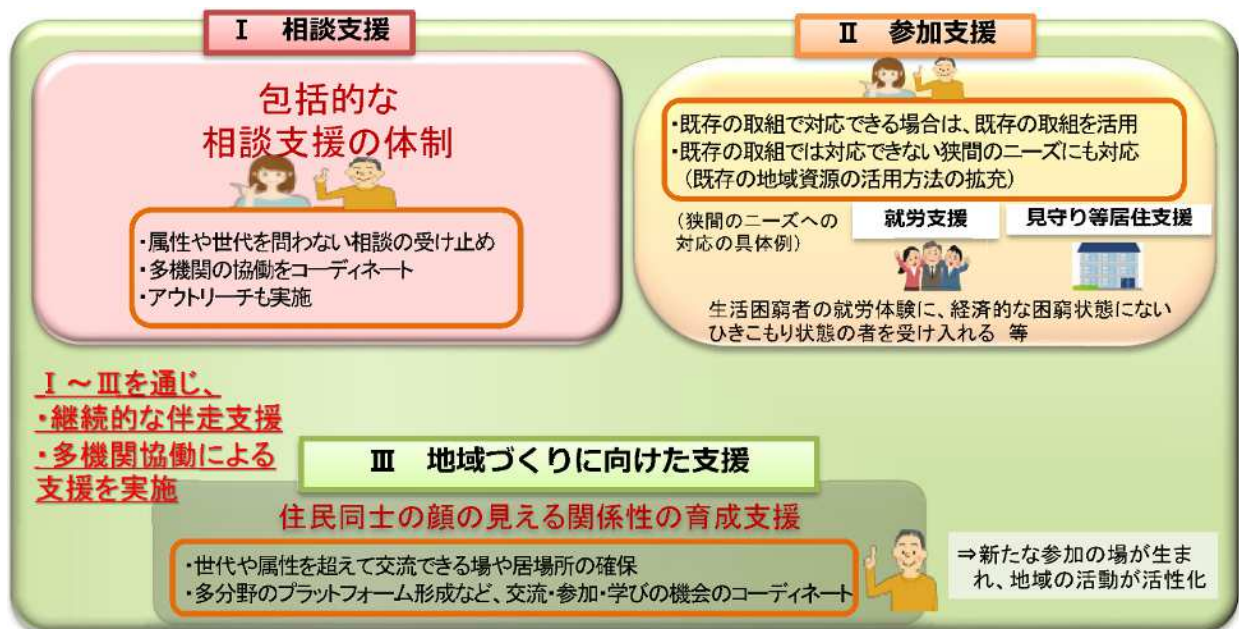 Ⅰ　相談支援
包括的な
相談支援の体制
・属性や世代を問わない相談の受け止め
・多機関の協働をコーディネート
・アウトリーチも実施
Ⅱ　参加支援
・既存の取組で対応できる場合は、既存の取組を活用
・既存の取組では対応できない狭間のニーズにも対応
（既存の地域資源の活用方法の拡充）
（狭間のニーズへの
対応の具体例）
就労支援
見守り等居住支援
生活困窮者の就労体験に、経済的な困窮状態にない
ひきこもり状態の者を受け入れる　等
Ⅰ～Ⅲを通じ、
・継続的な伴走支援
・多機関協働による
支援を実施
Ⅲ　地域づくりに向けた支援
住民同士の顔の見える関係性の育成支援
・世代や属性を超えて交流できる場や居場所の確保
・多分野のプラットフォーム形成など、交流・参加・学びの機会のコーディネート
⇒新たな参加の場が生ま
れ、地域の活動が活性化